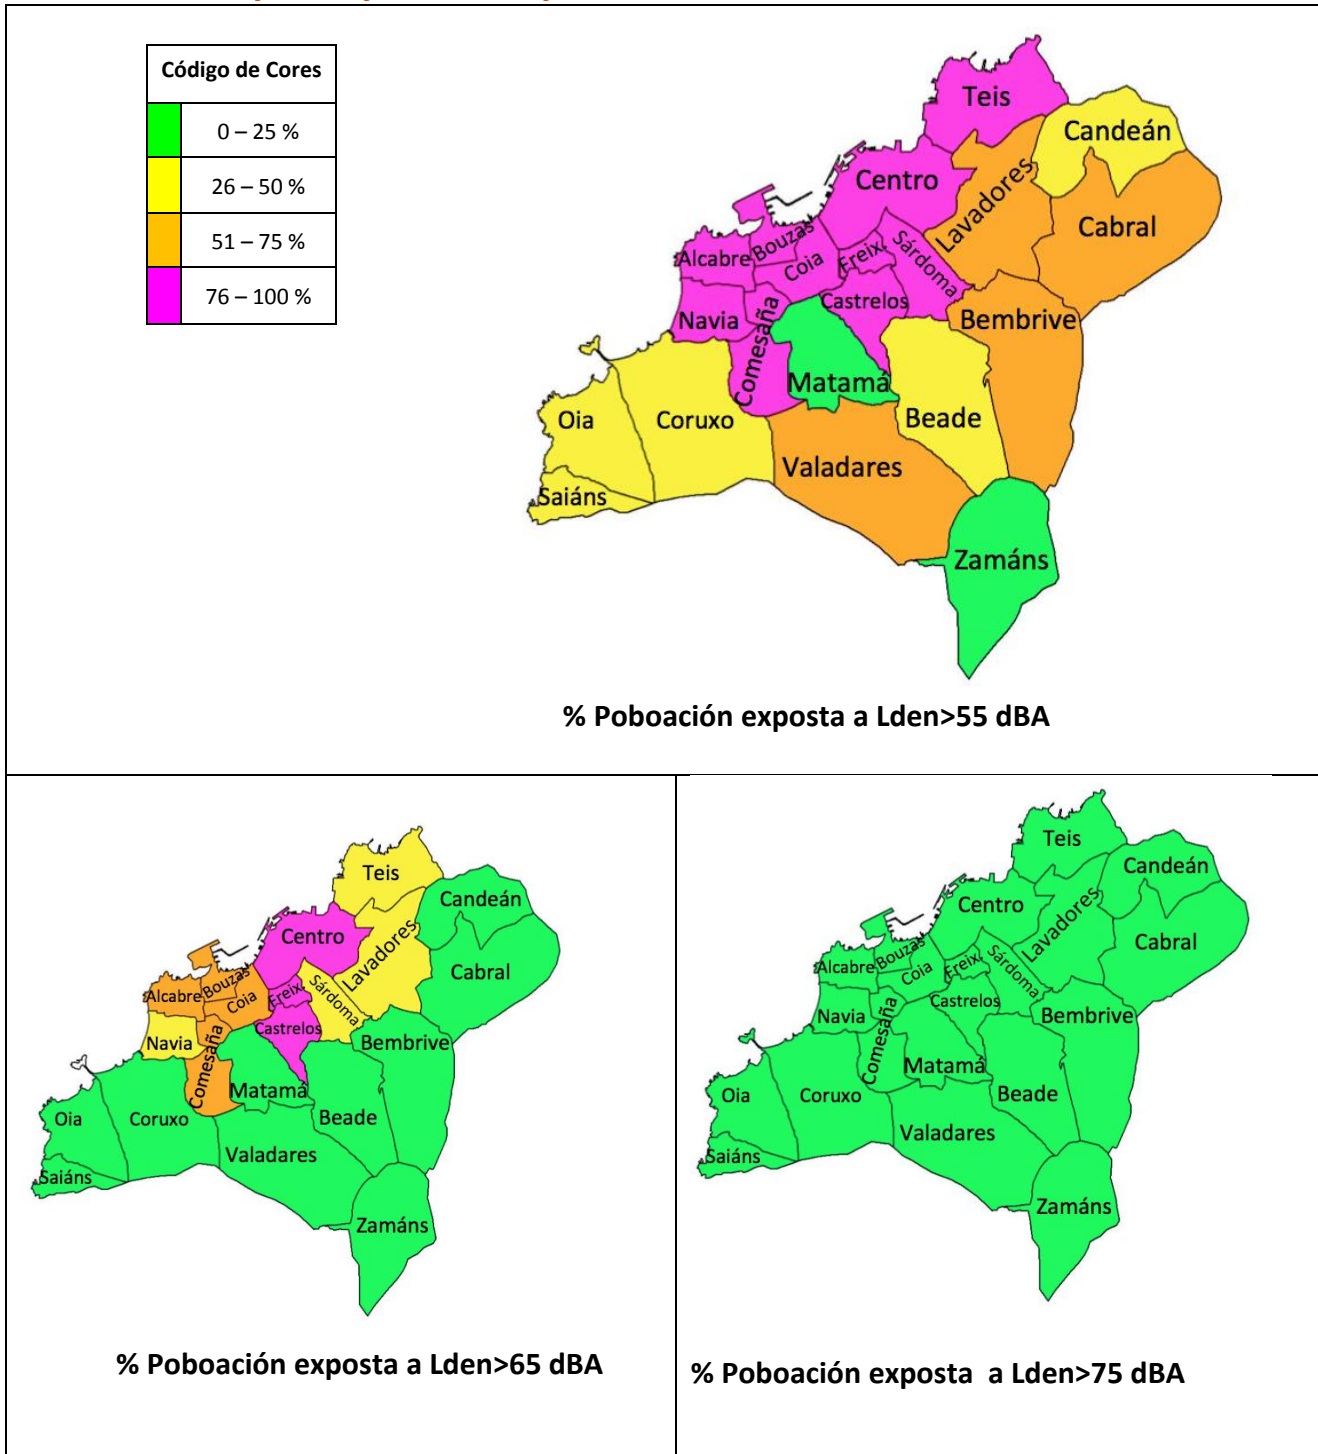 Código de Cores
0 – 25 %
26 – 50 %
51 – 75 %
76 – 100 %
Teis
Candeán
Centro
Lavadores
Cabral
Bouzas
Alcabre
Coia
Freix.
Sárdoma
Castrelos
Navia
Comesaña
Bembrive
Matamá
Oia
Coruxo
Beade
Valadares
Saiáns
Zamáns
% Poboación exposta a Lden>55 dBA
Teis
Candeán
Centro
Lavadores
Cabral
Alcabre
Bouzas
Coia
Freix.
Sárdoma
Castrelos
Navia
Comesaña
Bembrive
Matamá
Oia
Coruxo
Beade
Valadares
Saiáns
Zamáns
% Poboación exposta a Lden>65 dBA
Teis
Candeán
Centro
Lavadores
Cabral
Alcabre
Bouzas
Coia
Freix.
Sárdoma
Castrelos
Navia
Comesaña
Bembrive
Matamá
Oia
Coruxo
Beade
Valadares
Saiáns
Zamáns
% Poboación exposta a Lden>75 dBA